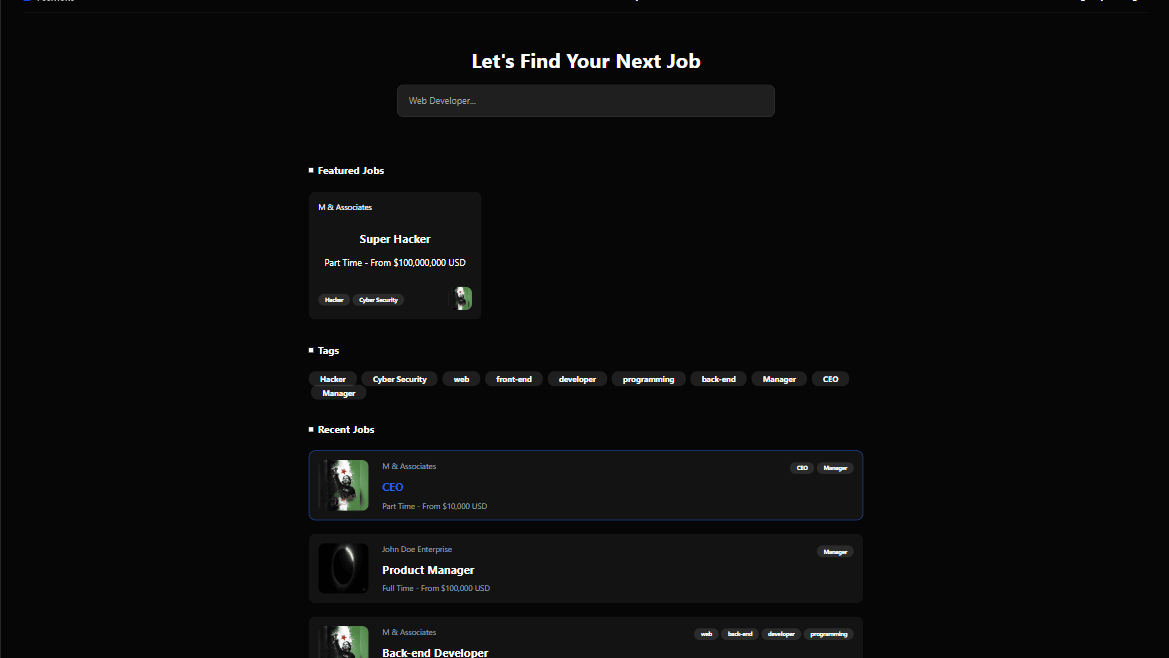 Let's Find Your Next Job
Web Developer...
Featured Jobs
M & Associates
Super Hacker
Part Time - From $100,000,000 USD
Hacker Cyber Security
Tags
Hacker Cyber Security web front-end developer programming back-end Manager CEO
Manager
Recent Jobs
M & Associates CEO Manager
CEO
Part Time - From $10,000 USD
John Doe Enterprise Manager
Product Manager
Full Time - From $100,000 USD
M & Associates web back-end developer programming
Back-end Developer